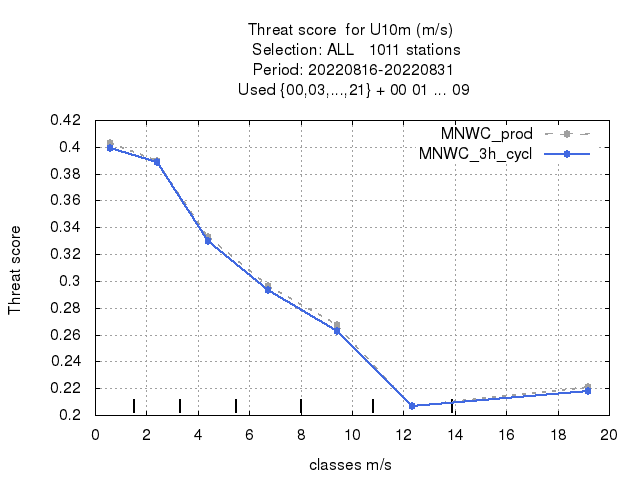 Threat score  for U10m (m/s)
Selection: ALL   1011 stations
Period: 20220816-20220831
Used {00,03,...,21} + 00 01 ... 09
MNWC_prod
MNWC_3h_cycl
Threat score
0.42
0.4
0.38
0.36
0.34
0.32
0.3
0.28
0.26
0.24
0.22
0.2
0 2 4 6 8 10 12 14 16 18 20
classes m/s